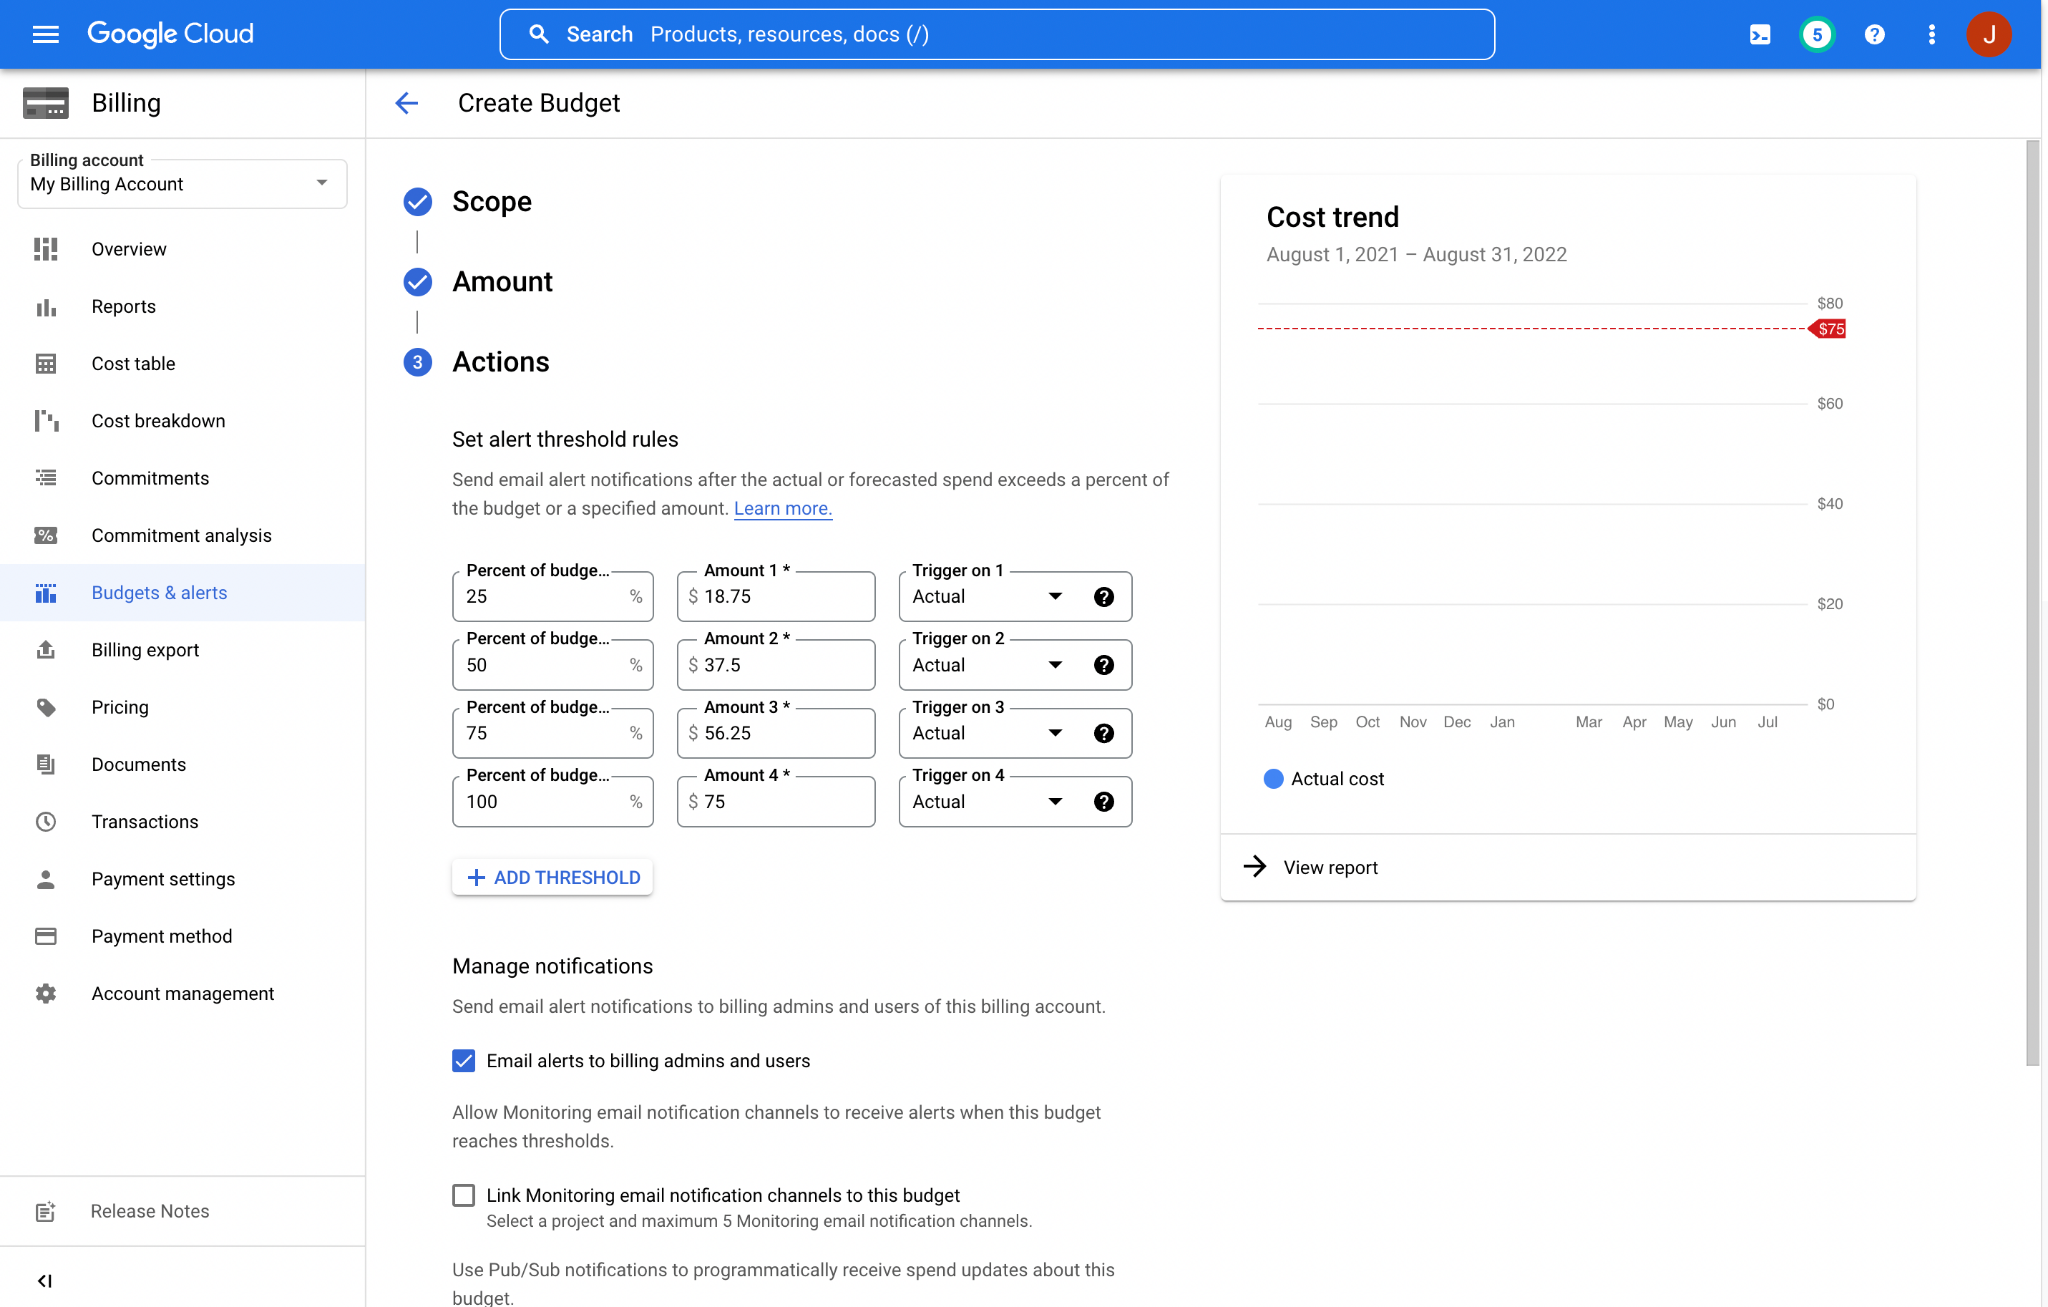 Google Cloud
Search Products, resources, docs (/)
5
J
Billing
Create Budget
Billing account
My Billing Account
Overview
Reports
Cost table
Cost breakdown
Commitments
Commitment analysis
Budgets & alerts
Billing export
Pricing
Documents
Transactions
Payment settings
Payment method
Account management
Release Notes
Scope
Amount
3 Actions
Set alert threshold rules
Send email alert notifications after the actual or forecasted spend exceeds a percent of
the budget or a specified amount. Learn more.
Percent of budge... Amount 1 * Trigger on 1
25 % $ 18.75 Actual
Percent of budge... Amount 2 * Trigger on 2
50 % $ 37.5 Actual
Percent of budge... Amount 3 * Trigger on 3
75 % $ 56.25 Actual
Percent of budge... Amount 4 * Trigger on 4
100 % $ 75 Actual
+ ADD THRESHOLD
Manage notifications
Send email alert notifications to billing admins and users of this billing account.
Email alerts to billing admins and users
Allow Monitoring email notification channels to receive alerts when this budget
reaches thresholds.
Link Monitoring email notification channels to this budget
Select a project and maximum 5 Monitoring email notification channels.
Use Pub/Sub notifications to programmatically receive spend updates about this
budget.
Cost trend
August 1, 2021 – August 31, 2022
$80
$75
$60
$40
$20
$0
Aug Sep Oct Nov Dec Jan Mar Apr May Jun Jul
Actual cost
View report